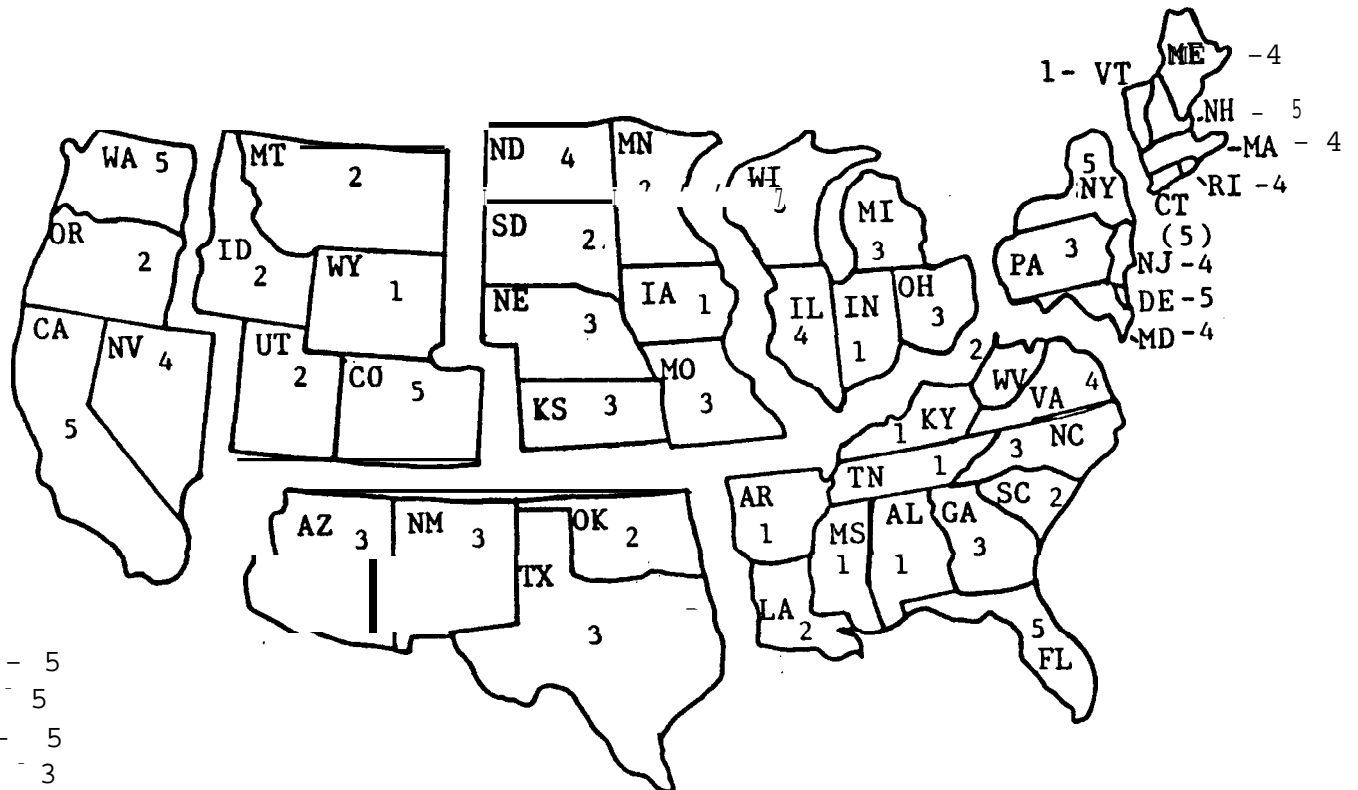 ME -4
1- VT
NH - 5
MA - 4
RI -4
CT
(5)
5
NY
PA 3
NJ -4
DE -5
MD -4
WA 5
MT
2
ND 4
MN
WI
MI
3
OR
2
ID
2
WY
1
SD
2
NE
3
IA 1
IL
4
IN
1
OH
3
CA
5
NV 4
UT
2
CO 5
KS 3
MO
3
2
WV
VA 4
KY
1
NC
3
TN 1
SC 2
AZ 3
NM 3
OK
2
TX
3
AR
1
MS
1
AL
1
GA
3
LA 2
5
FL
- 5
- 5
- 5
- 3